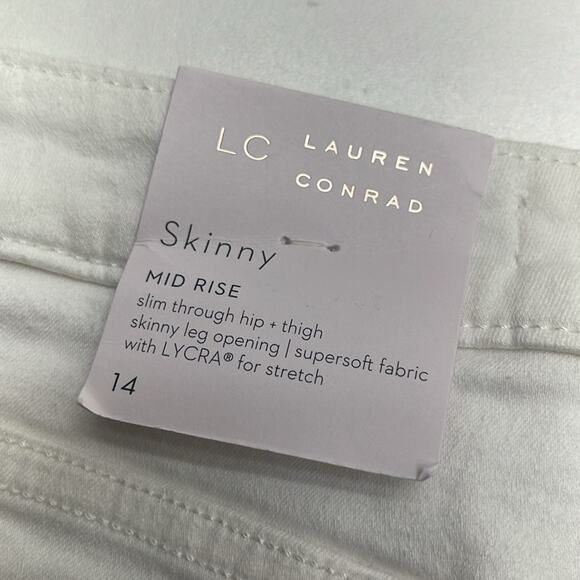 LC LAUREN
CONRAD
Skinny
MID RISE
slim through hip + thigh
skinny leg opening | supersoft fabric
with LYCRA® for stretch
14